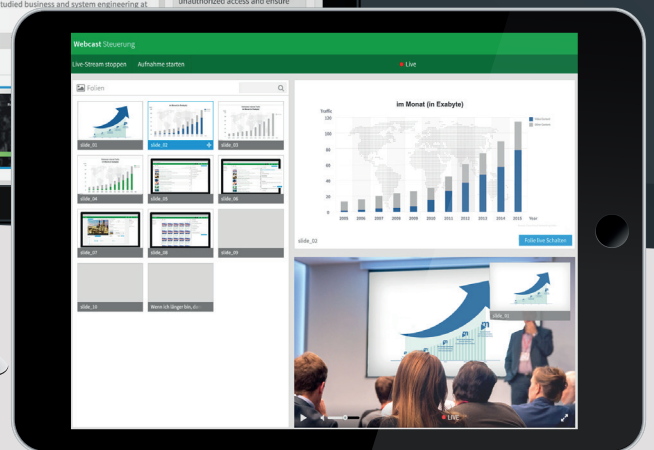 tudied business and system engineering at
unauthorized access and ensure
Webcast Steuerung
Live-Stream stoppen Aufnahme starten
Live
Folien
slide_01
slide_02
slide_03
slide_04
slide_05
slide_06
slide_07
slide_08
slide_09
slide_10
Wenn ich länger bin, da
im Monat (in Exabyte)
Traffic
120
100
80
60
40
20
0
2005 2006 2007 2008 2009 2010 2011 2012 2013 2014 2015 Year
slide_02
Folie live Schalten
slide_01
LIVE